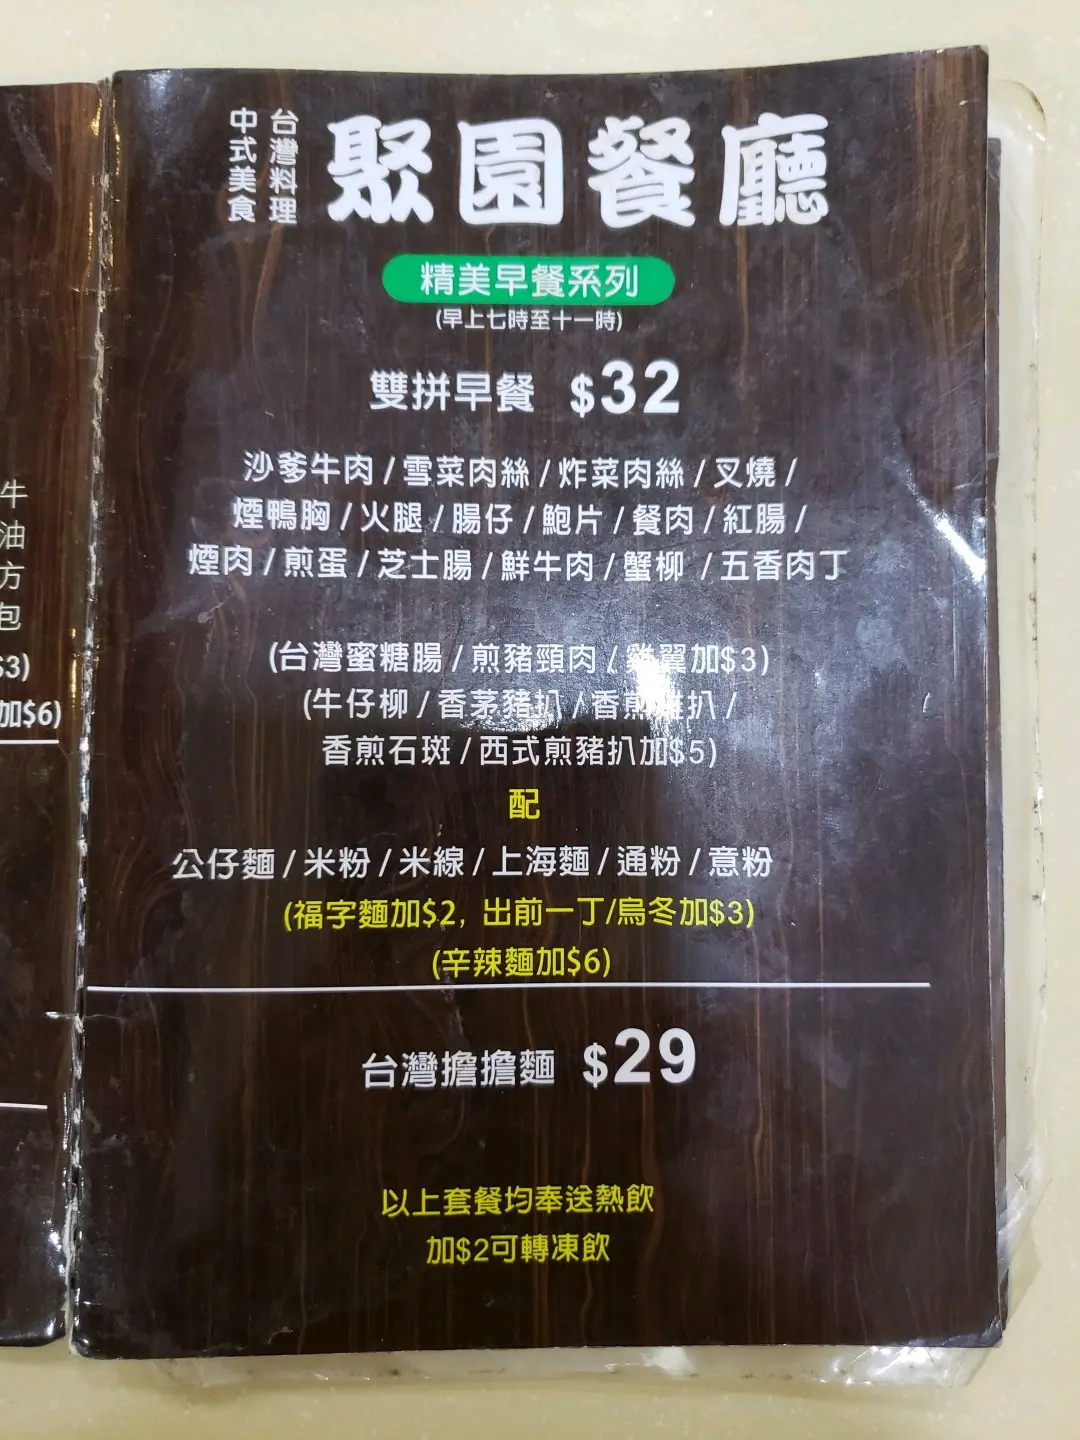 台灣料理
中式美食
聚園餐廳
精美早餐系列
(早上七時至十一時)
雙拼早餐 $32
沙爹牛肉/雪菜肉絲/炸菜肉絲/叉燒/
煙鴨胸/火腿/腸仔/鮑片/餐肉/紅腸/
煙肉/煎蛋/芝士腸/鮮牛肉/蟹柳 /五香肉丁
(台灣蜜糖腸/煎豬頸肉/雞翼加$3)
(牛仔柳/香茅豬扒/香煎雞扒/
香煎石斑/西式煎豬扒加$5)
配
公仔麵/米粉/米線/上海麵/通粉/意粉
(福字麵加$2, 出前一丁/烏冬加$3)
(辛辣麵加$6)
台灣擔擔麵 $29
以上套餐均奉送熱飲
加$2可轉凍飲
牛
油
方
包
$3)
加$6)